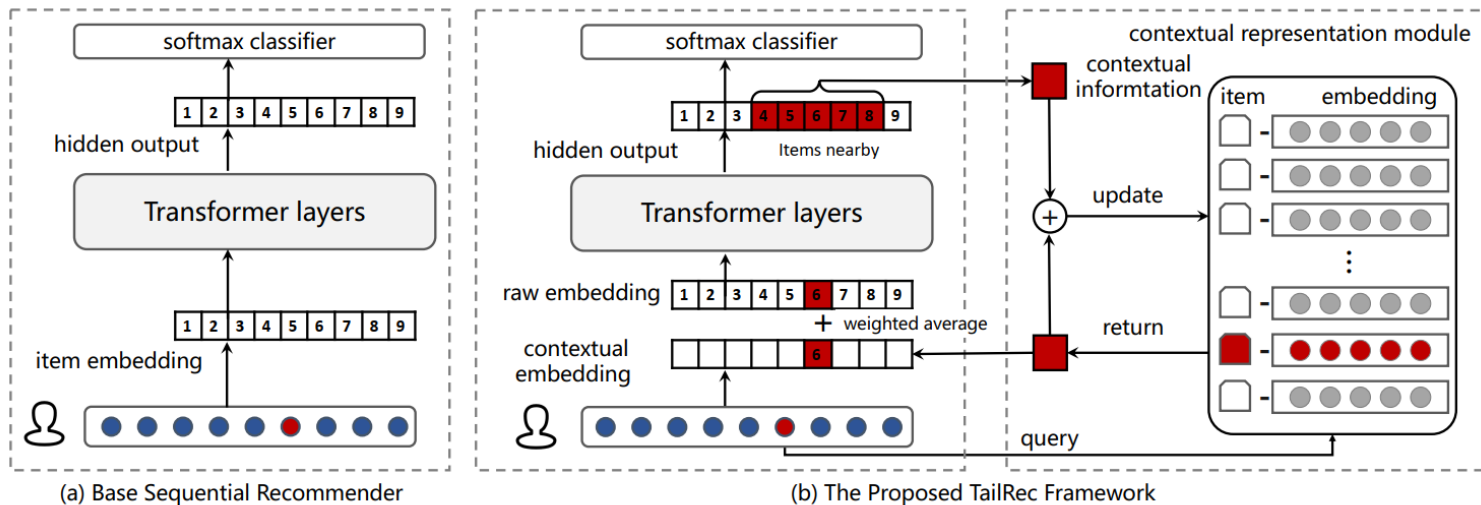 softmax classifier
1 2 3 4 5 6 7 8 9
hidden output
Transformer layers
1 2 3 4 5 6 7 8 9
item embedding
(a) Base Sequential Recommender
softmax classifier
1 2 3 4 5 6 7 8 9
hidden output
Items nearby
Transformer layers
raw embedding
1 2 3 4 5 6 7 8 9
+ weighted average
contextual
embedding
6
contextual representation module
contextual
informtation
item
embedding
+
update
...
return
query
(b) The Proposed TailRec Framework